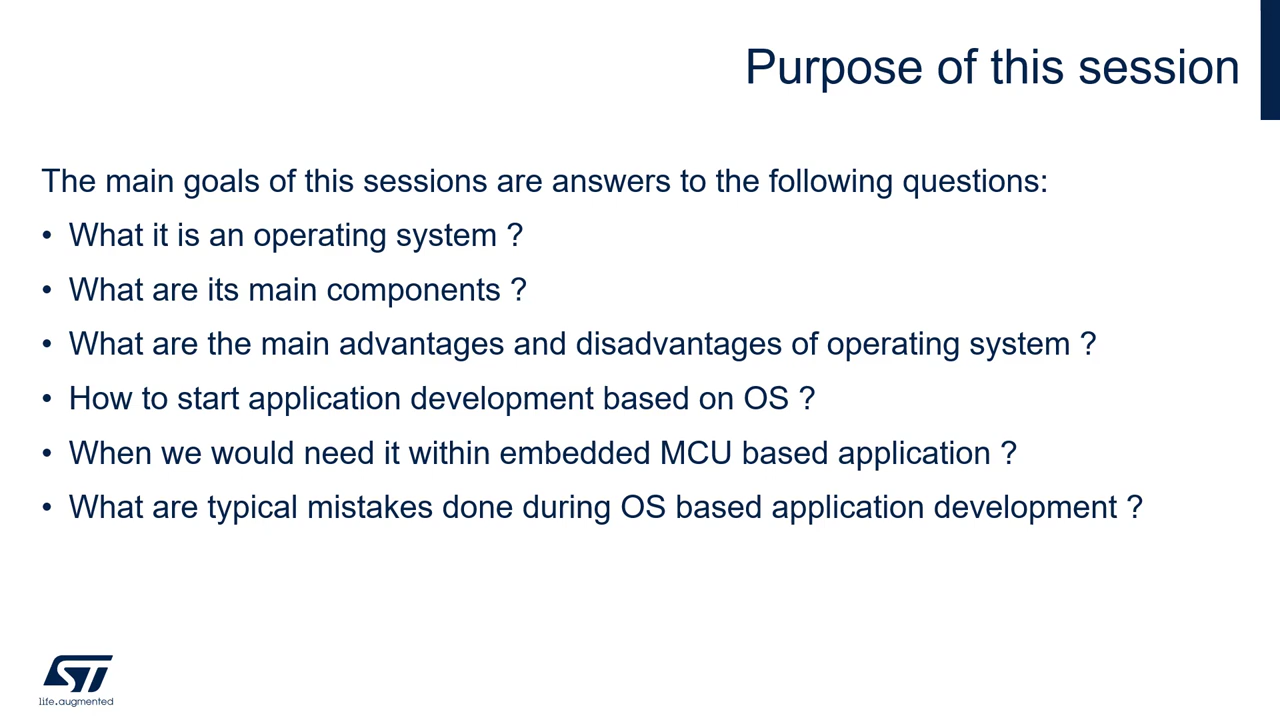 Purpose of this session
The main goals of this sessions are answers to the following questions:
• What it is an operating system ?
• What are its main components ?
• What are the main advantages and disadvantages of operating system ?
• How to start application development based on OS ?
• When we would need it within embedded MCU based application ?
• What are typical mistakes done during OS based application development ?
ST
life.augmented